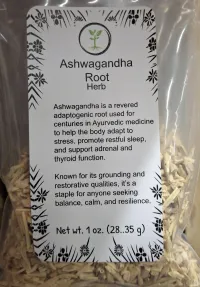 Ashwagandha
Root
Herb
Ashwagandha is a revered
adaptogenic root used for
centuries in Ayurvedic medicine
to help the body adapt to
stress, promote restful sleep,
and support adrenal and
thyroid function.
Known for its grounding and
restorative qualities, it's a
staple for anyone seeking
balance, calm, and resilience.
Net wt. 1 oz. (28..35 g)